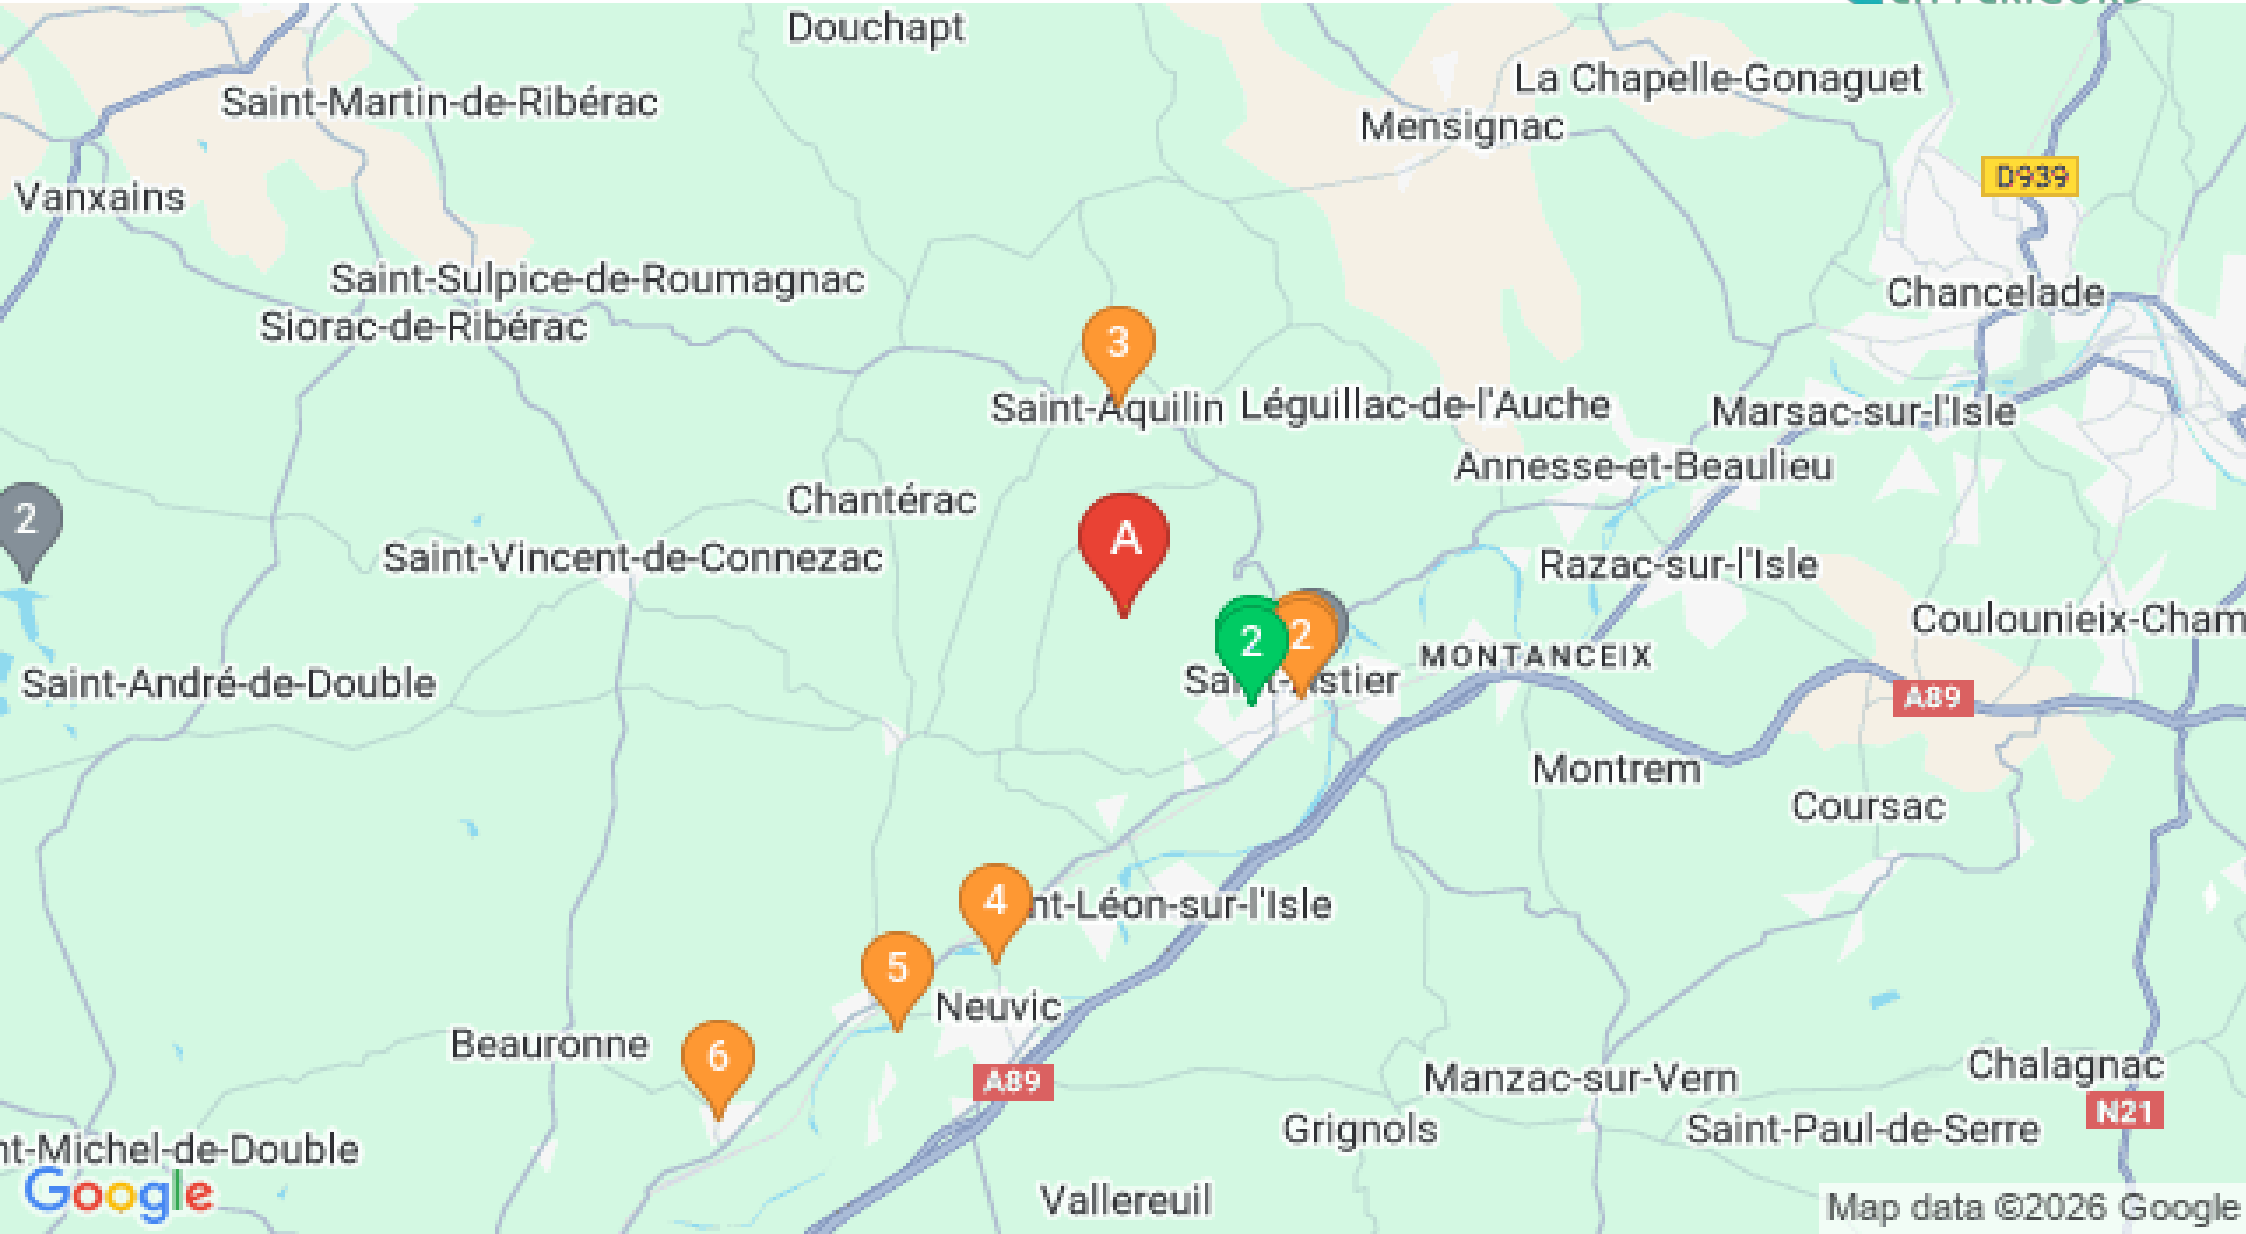 Douchapt
La Chapelle-Gonaguet
Saint-Martin-de-Ribérac
Mensignac
D939
Vanxains
Saint-Sulpice-de-Roumagnac
Chancelade
Siorac-de-Ribérac
3
Saint-Aquilin
Léguillac-de-l'Auche
Marsac-sur-l'Isle
Annesse-et-Beaulieu
Chantérac
2
A
Saint-Vincent-de-Connezac
Razac-sur-l'Isle
Coulounieix-Cham
2
2
MONTANCEIX
Saint-Astier
Saint-André-de-Double
A89
Montrem
Coursac
4
nt-Léon-sur-l'Isle
5
Neuvic
Beauronne
6
A89
Manzac-sur-Vern
Chalagnac
N21
Grignols
Saint-Paul-de-Serre
nt-Michel-de-Double
Google
Vallereuil
Map data ©2026 Google